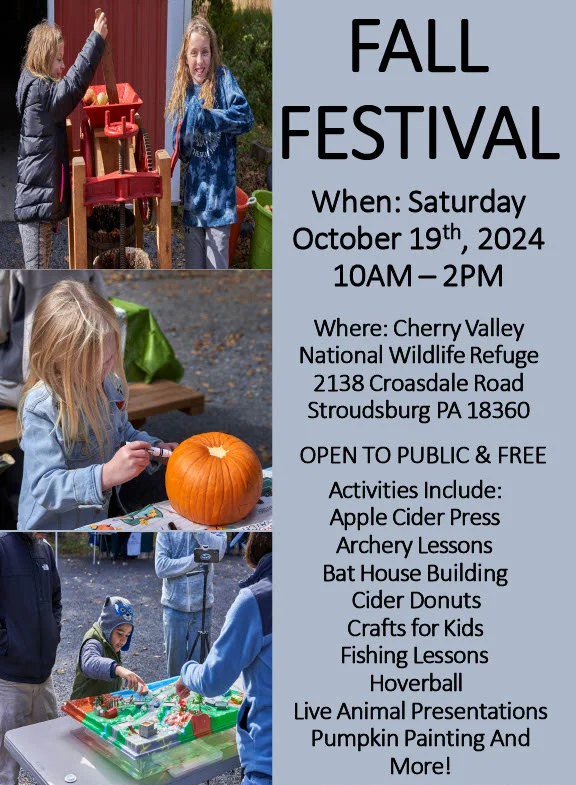 FALL
FESTIVAL
When: Saturday
October 19th, 2024
10AM – 2PM
Where: Cherry Valley
National Wildlife Refuge
2138 Croasdale Road
Stroudsburg PA 18360
OPEN TO PUBLIC & FREE
Activities Include:
Apple Cider Press
Archery Lessons
Bat House Building
Cider Donuts
Crafts for Kids
Fishing Lessons
Hoverball
Live Animal Presentations
Pumpkin Painting And
More!